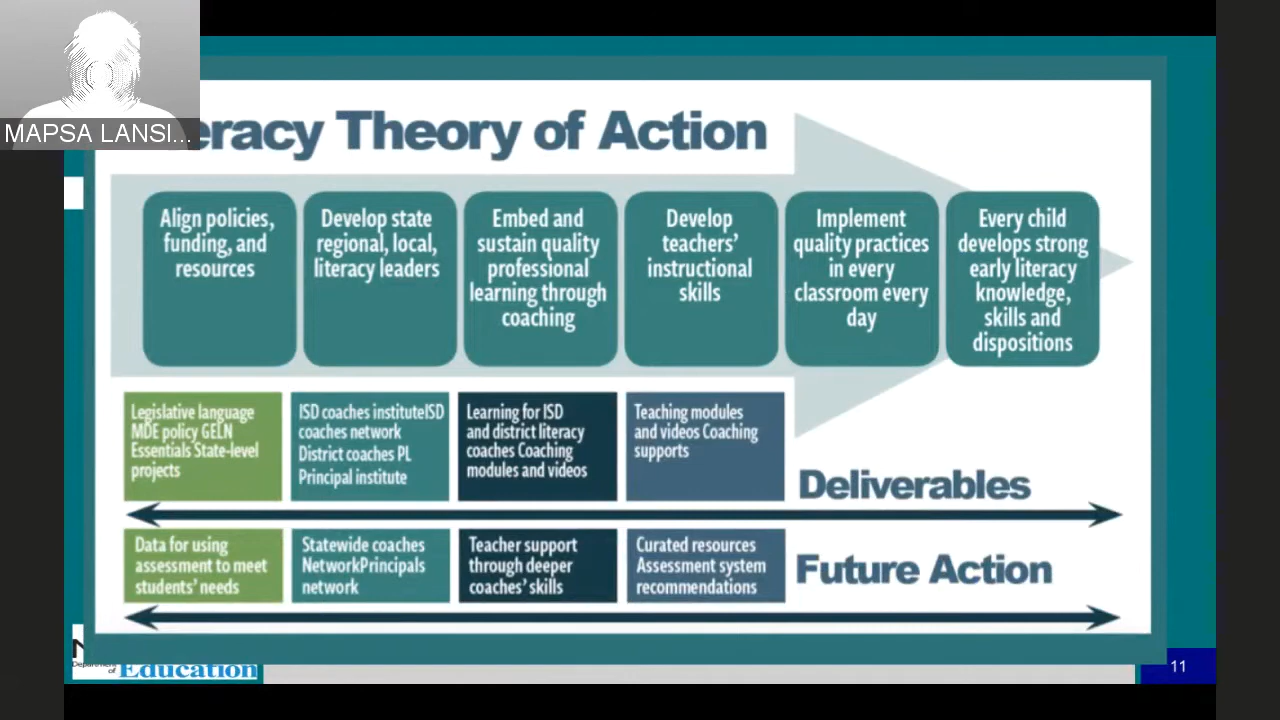 MAPSA LANSI...
eracy Theory of Action
Align policies,
funding, and
resources
Develop state
regional, local,
literacy leaders
Embed and
sustain quality
professional
learning through
coaching
Develop
teachers’
instructional
skills
Implement
quality practices
in every
classroom every
day
Every child
develops strong
early literacy
knowledge,
skills and
dispositions
Legislative language
MDE policy GELN
Essentials State-level
projects
ISD coaches instituteISD
coaches network
District coaches PL
Principal institute
Learning for ISD
and district literacy
coaches Coaching
modules and videos
Teaching modules
and videos Coaching
supports
Deliverables
Data for using
assessment to meet
students’ needs
Statewide coaches
NetworkPrincipals
network
Teacher support
through deeper
coaches’ skills
Curated resources
Assessment system
recommendations
Future Action
Department
of Education
11